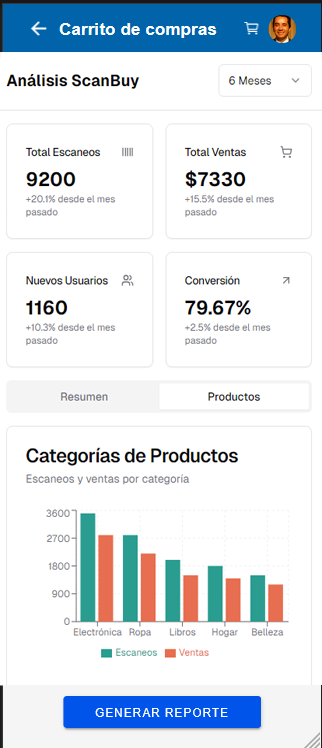 Carrito de compras
Análisis ScanBuy
6 Meses
Total Escaneos
9200
+20.1% desde el mes
pasado
Total Ventas
$7330
+15.5% desde el mes
pasado
Nuevos Usuarios
1160
+10.3% desde el mes
pasado
Conversión
79.67%
+2.5% desde el mes
pasado
Resumen
Productos
Categorías de Productos
Escaneos y ventas por categoría
3600
2700
1800
900
0
Electrónica Ropa Libros Hogar Belleza
Escaneos Ventas
GENERAR REPORTE